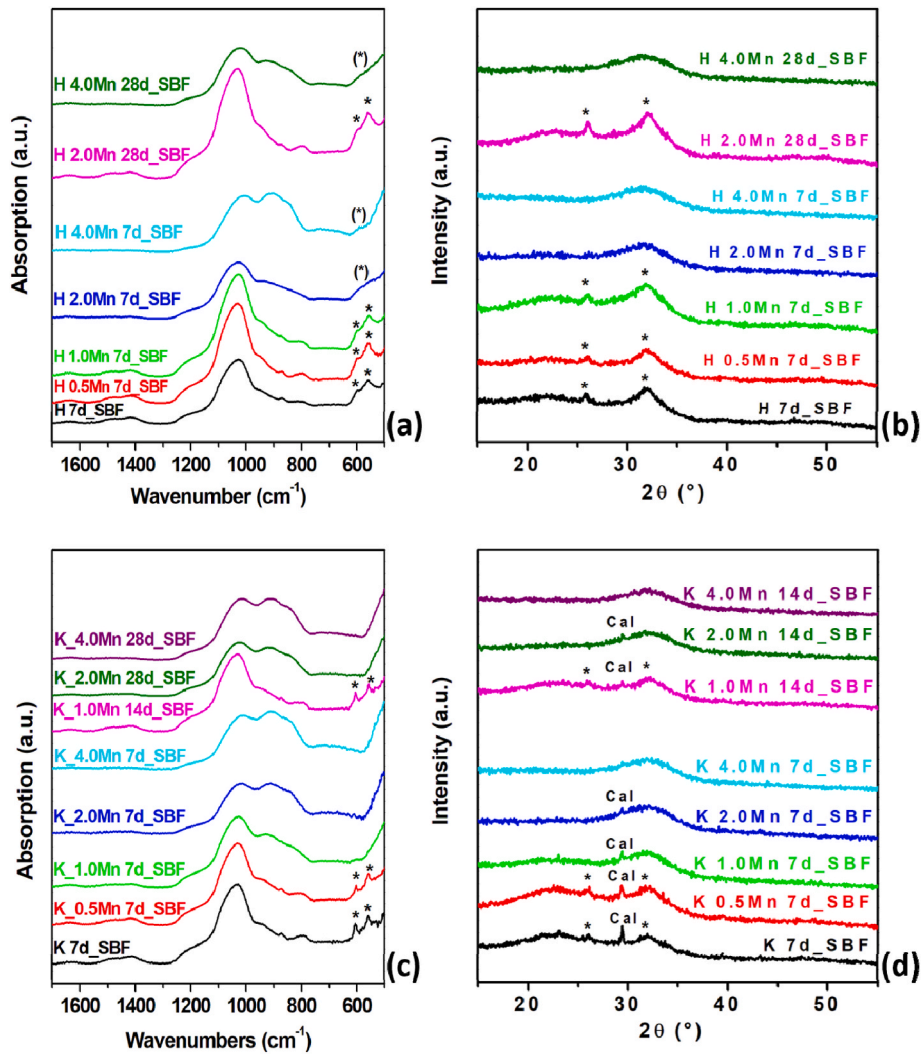 (*)
H 4.0Mn 28d_SBF
* *
H 2.0Mn 28d_SBF
(*)
H 4.0Mn 7d_SBF
(*)
H 2.0Mn 7d_SBF
* *
H 1.0Mn 7d_SBF
* *
H 0.5Mn 7d_SBF
* *
H 7d_SBF
(a)
Absorption (a.u.)
1600 1400 1200 1000 800 600
Wavenumber (cm⁻¹)
H 4.0Mn 28d_SBF
* *
H 2.0Mn 28d_SBF
H 4.0Mn 7d_SBF
H 2.0Mn 7d_SBF
* *
H 1.0Mn 7d_SBF
* *
H 0.5Mn 7d_SBF
* *
H 7d_SBF
(b)
Intensity (a.u.)
20 30 40 50
2θ (°)
K_4.0Mn 28d_SBF
K_2.0Mn 28d_SBF
* *
K_1.0Mn 14d_SBF
K_4.0Mn 7d_SBF
K_2.0Mn 7d_SBF
K_1.0Mn 7d_SBF
* *
K_0.5Mn 7d_SBF
* *
K 7d_SBF
(c)
Absorption (a.u.)
1600 1400 1200 1000 800 600
Wavenumbers (cm⁻¹)
K 4.0Mn 14d_SBF
Cal
K 2.0Mn 14d_SBF
* Cal *
K 1.0Mn 14d_SBF
K 4.0Mn 7d_SBF
Cal
K 2.0Mn 7d_SBF
Cal
K 1.0Mn 7d_SBF
* Cal *
K 0.5Mn 7d_SBF
* Cal *
K 7d_SBF
(d)
Intensity (a.u.)
20 30 40 50
2θ (°)